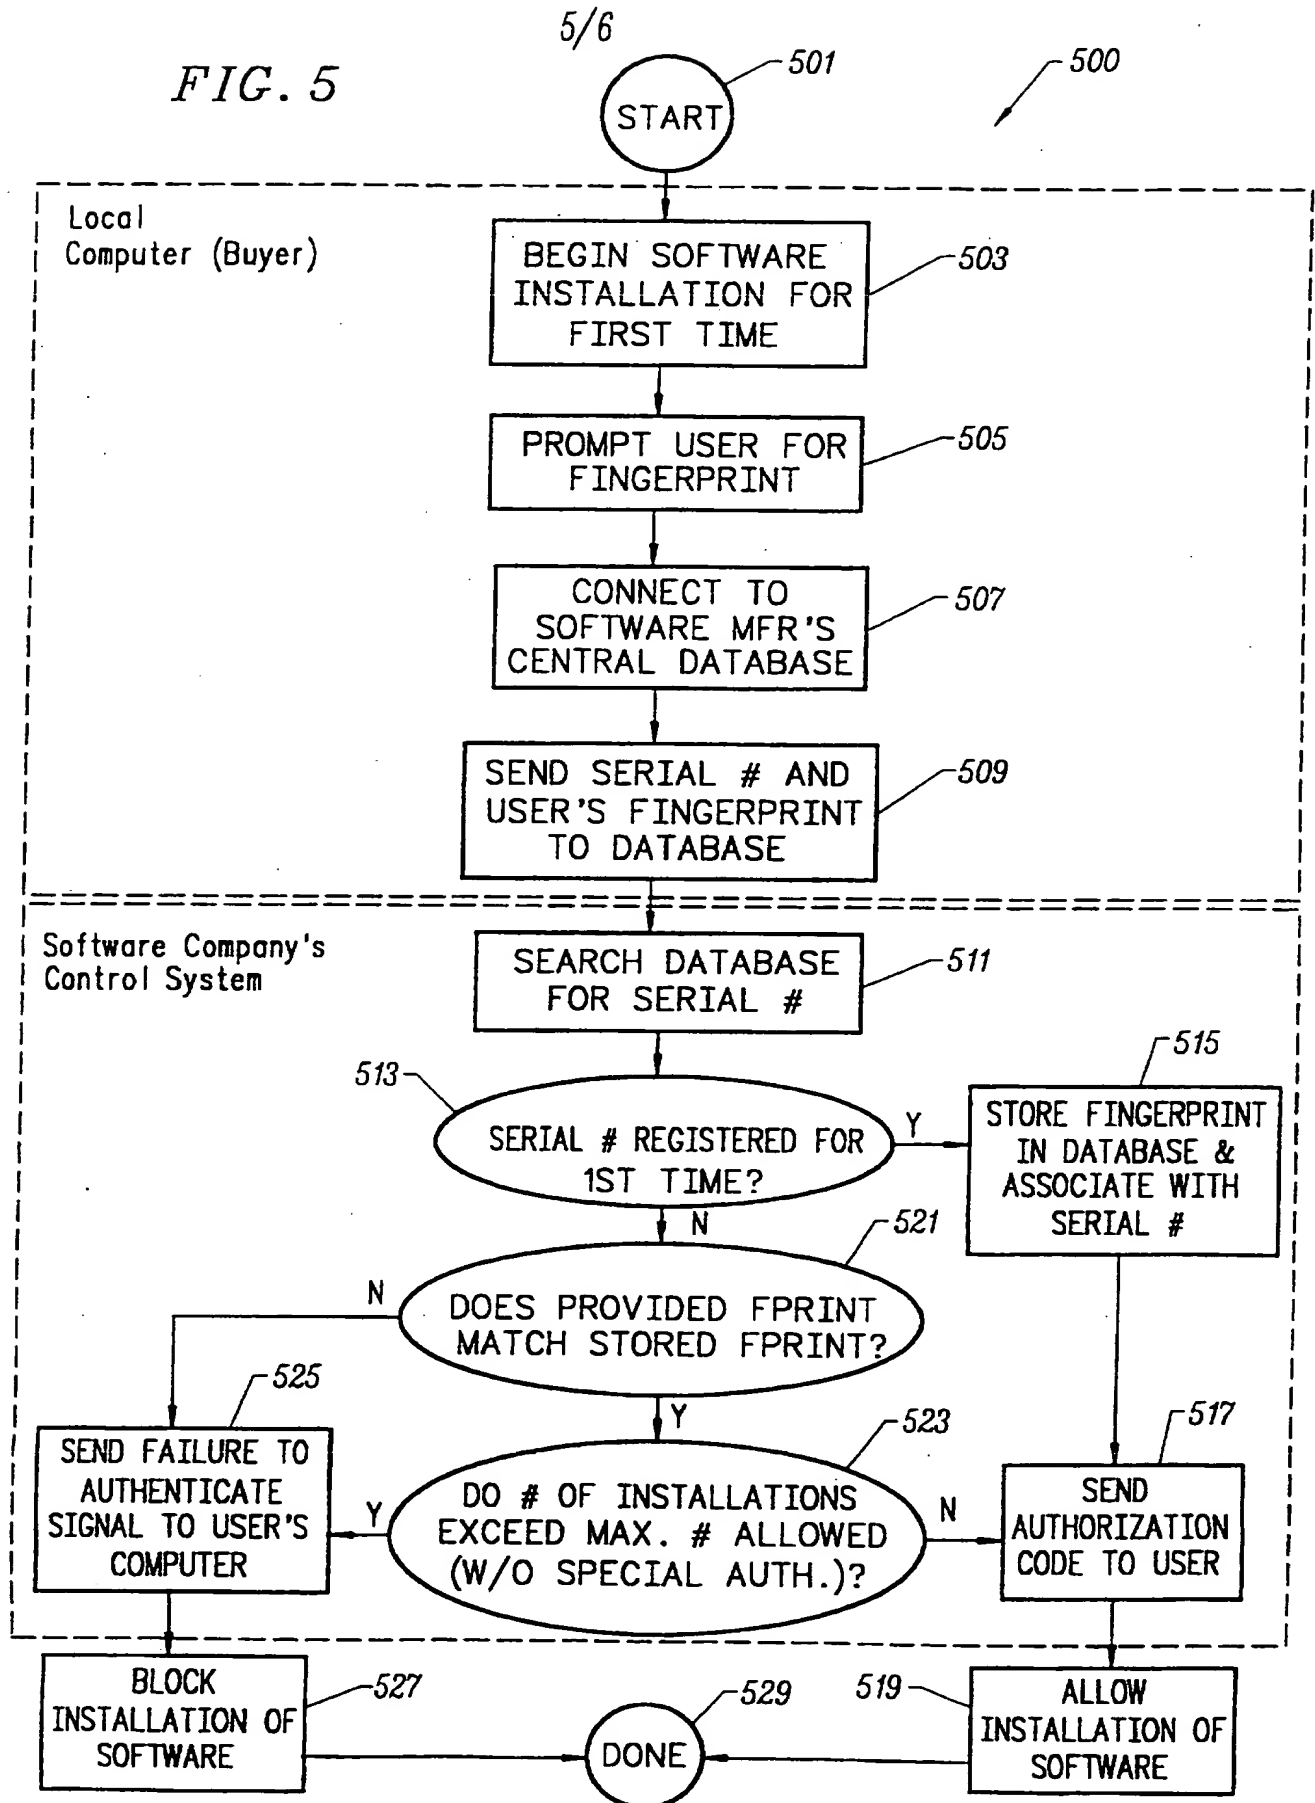 5/6
FIG. 5
501
500
START
Local
Computer (Buyer)
BEGIN SOFTWARE
INSTALLATION FOR
FIRST TIME
503
PROMPT USER FOR
FINGERPRINT
505
CONNECT TO
SOFTWARE MFR'S
CENTRAL DATABASE
507
SEND SERIAL # AND
USER'S FINGERPRINT
TO DATABASE
509
Software Company's
Control System
SEARCH DATABASE
FOR SERIAL #
511
513
SERIAL # REGISTERED FOR
1ST TIME?
Y
515
STORE FINGERPRINT
IN DATABASE &
ASSOCIATE WITH
SERIAL #
N
521
DOES PROVIDED FPRINT
MATCH STORED FPRINT?
N
525
SEND FAILURE TO
AUTHENTICATE
SIGNAL TO USER'S
COMPUTER
Y
523
DO # OF INSTALLATIONS
EXCEED MAX. # ALLOWED
(W/O SPECIAL AUTH.)?
Y
N
517
SEND
AUTHORIZATION
CODE TO USER
BLOCK
INSTALLATION OF
SOFTWARE
527
529
DONE
519
ALLOW
INSTALLATION OF
SOFTWARE